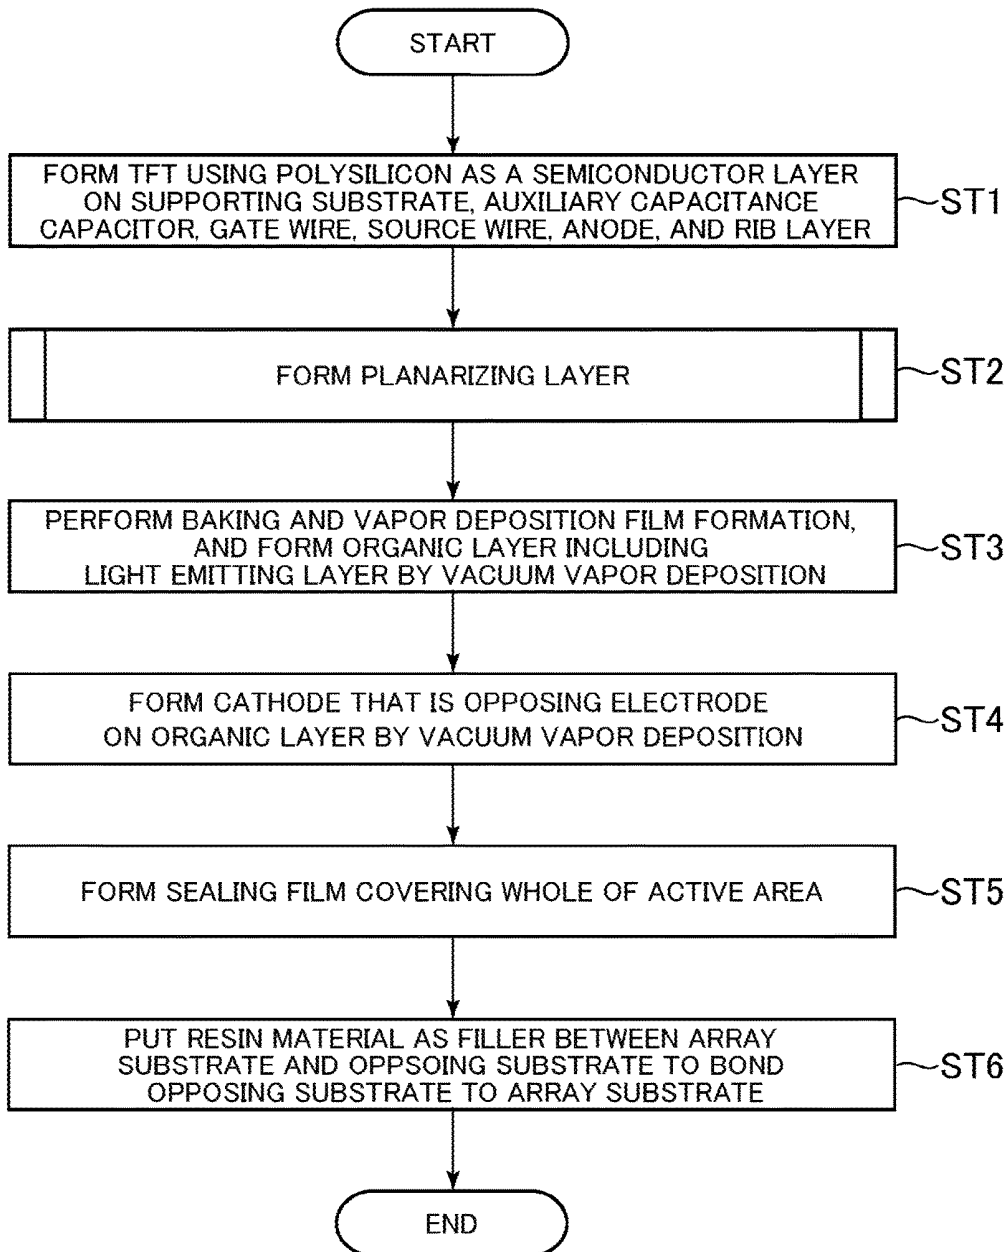 START
FORM TFT USING POLYSILICON AS A SEMICONDUCTOR LAYER
ON SUPPORTING SUBSTRATE, AUXILIARY CAPACITANCE
CAPACITOR, GATE WIRE, SOURCE WIRE, ANODE, AND RIB LAYER
ST1
FORM PLANARIZING LAYER
ST2
PERFORM BAKING AND VAPOR DEPOSITION FILM FORMATION,
AND FORM ORGANIC LAYER INCLUDING
LIGHT EMITTING LAYER BY VACUUM VAPOR DEPOSITION
ST3
FORM CATHODE THAT IS OPPOSING ELECTRODE
ON ORGANIC LAYER BY VACUUM VAPOR DEPOSITION
ST4
FORM SEALING FILM COVERING WHOLE OF ACTIVE AREA
ST5
PUT RESIN MATERIAL AS FILLER BETWEEN ARRAY
SUBSTRATE AND OPPSOING SUBSTRATE TO BOND
OPPOSING SUBSTRATE TO ARRAY SUBSTRATE
ST6
END